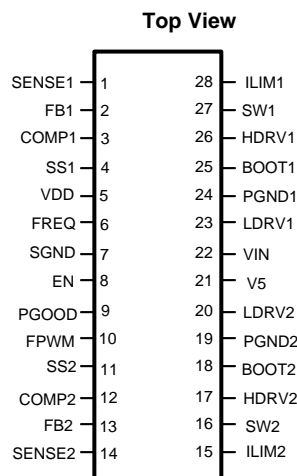 Top View
SENSE1 1 28 ILIM1
FB1 2 27 SW1
COMP1 3 26 HDRV1
SS1 4 25 BOOT1
VDD 5 24 PGND1
FREQ 6 23 LDRV1
SGND 7 22 VIN
EN 8 21 V5
PGOOD 9 20 LDRV2
FPWM 10 19 PGND2
SS2 11 18 BOOT2
COMP2 12 17 HDRV2
FB2 13 16 SW2
SENSE2 14 15 ILIM2